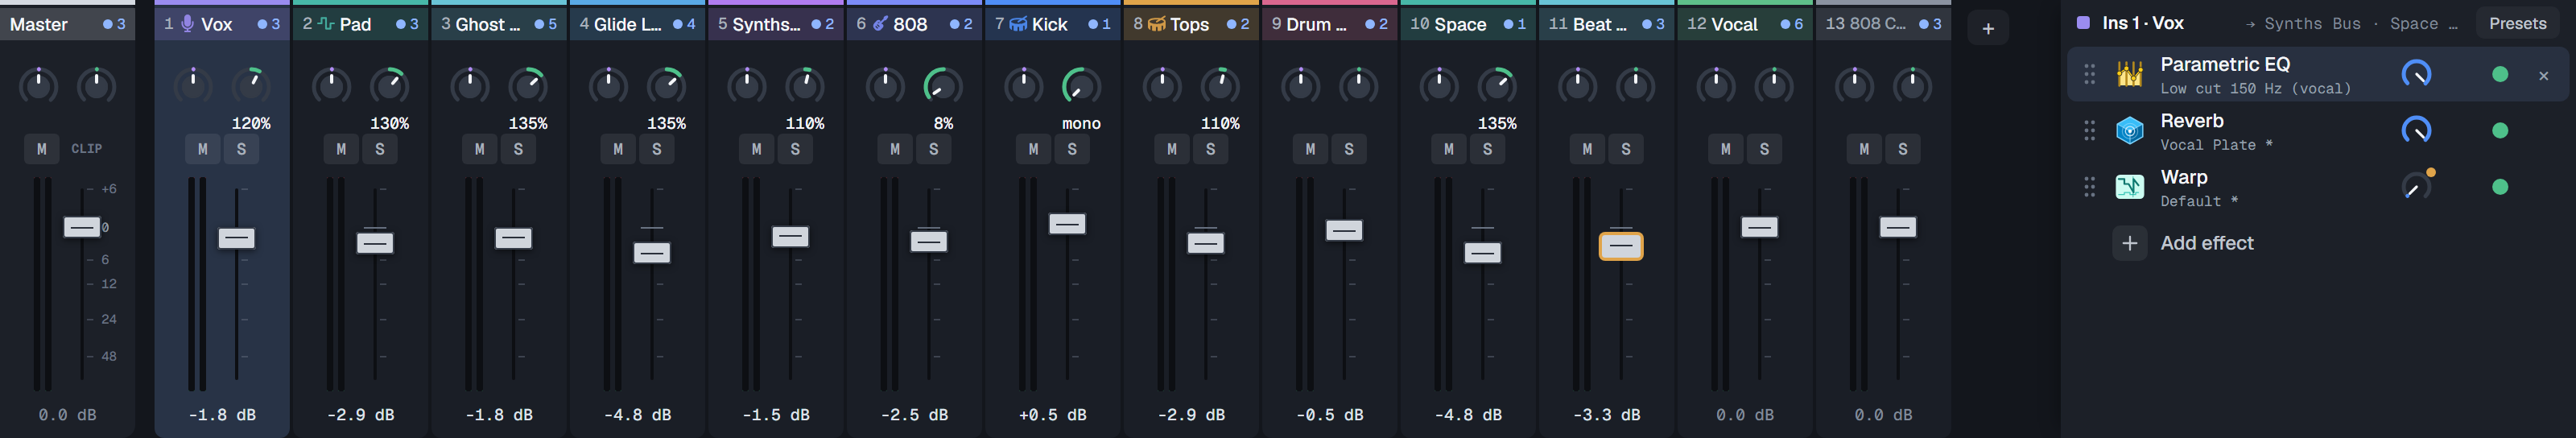 Master 3
1 Vox 3
2 Pad 3
3 Ghost ... 5
4 Glide L... 4
5 Synths... 2
6 808 2
7 Kick 1
8 Tops 2
9 Drum ... 2
10 Space 1
11 Beat ... 3
12 Vocal 6
13 808 C... 3
+
120%
130%
135%
135%
110%
8%
mono
110%
135%
M CLIP
M S
M S
M S
M S
M S
M S
M S
M S
M S
M S
M S
M S
M S
+6
0
6
12
24
48
0.0 dB
-1.8 dB
-2.9 dB
-1.8 dB
-4.8 dB
-1.5 dB
-2.5 dB
+0.5 dB
-2.9 dB
-0.5 dB
-4.8 dB
-3.3 dB
0.0 dB
0.0 dB
Ins 1 · Vox → Synths Bus · Space … Presets
Parametric EQ ×
Low cut 150 Hz (vocal)
Reverb
Vocal Plate *
Warp
Default *
+ Add effect